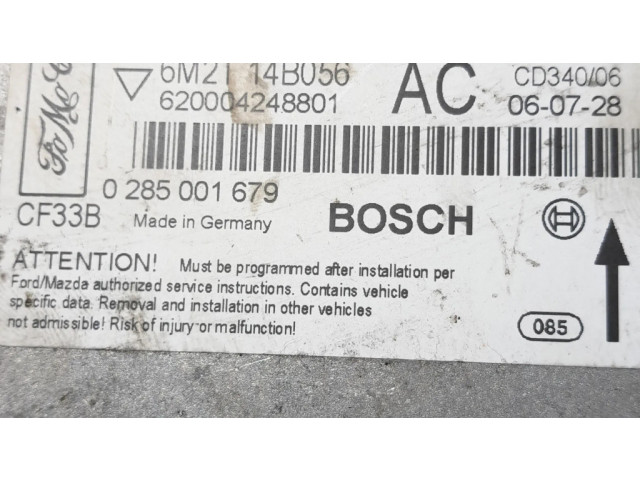 FoMoCo
6M2T 14B056 AC CD340/06
620004248801 06-07-28
0 285 001 679
CF33B Made in Germany BOSCH
ATTENTION! Must be programmed after installation per
Ford/Mazda authorized service instructions. Contains vehicle
specific data. Removal and installation in other vehicles
not admissible! Risk of injury or malfunction!
085